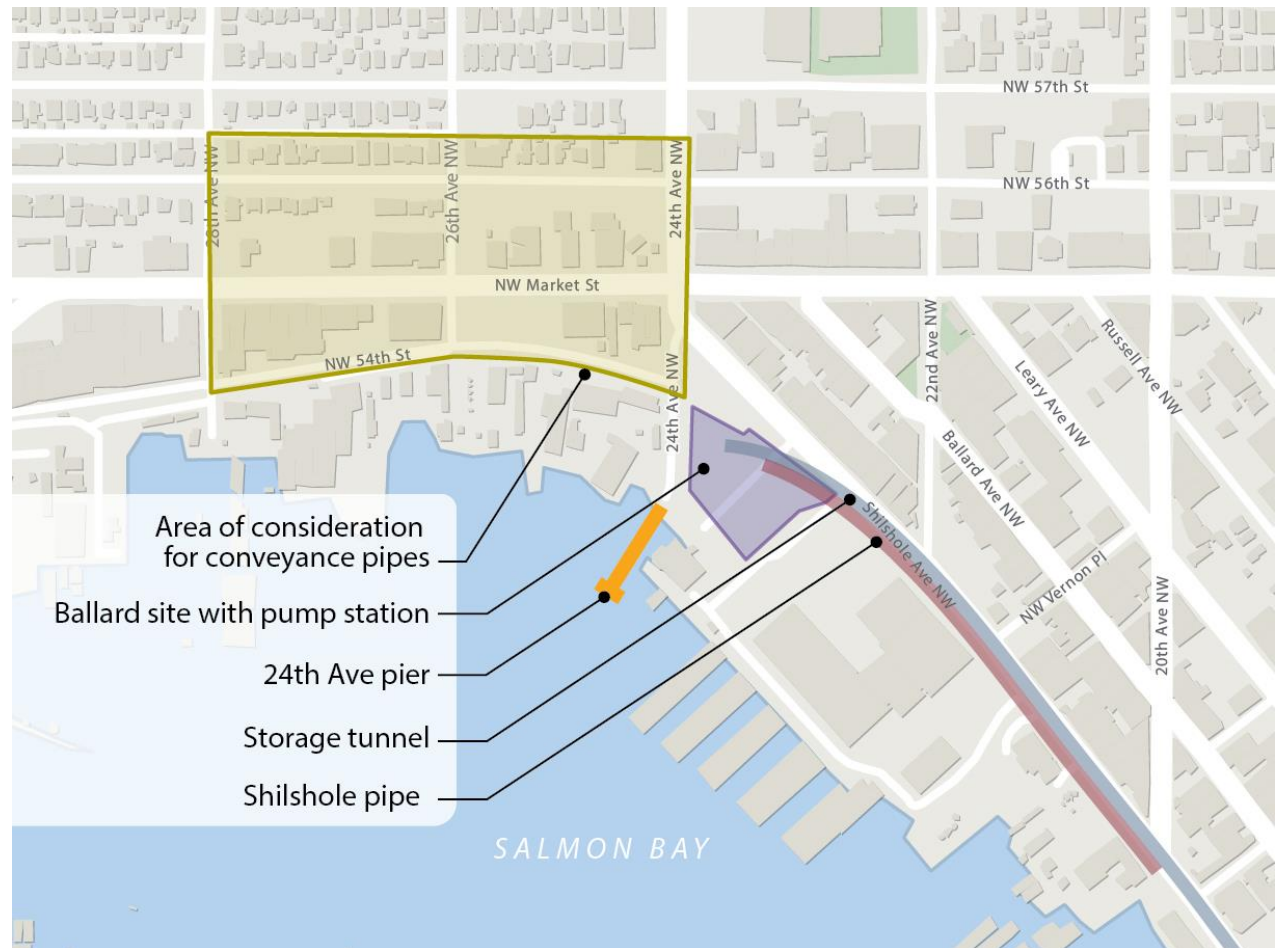 NW 57th St
NW 56th St
28th Ave NW
26th Ave NW
24th Ave NW
NW Market St
NW 54th St
24th Ave NW
22nd Ave NW
Russell Ave NW
Leary Ave NW
Ballard Ave NW
Shilshole Ave NW
NW Vernon Pl
20th Ave NW
Area of consideration
for conveyance pipes
Ballard site with pump station
24th Ave pier
Storage tunnel
Shilshole pipe
SALMON BAY